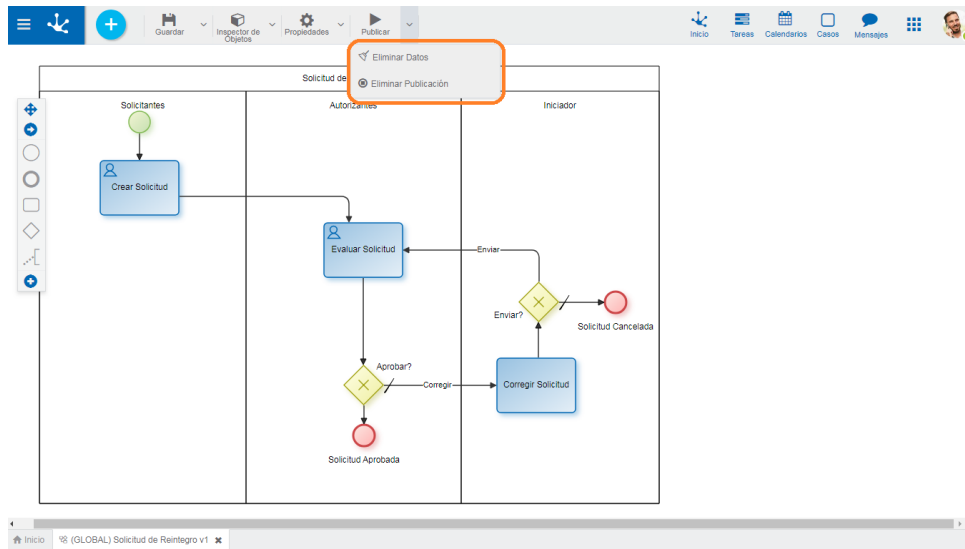 Guardar
Inspector de
Objetos
Propiedades
Publicar
Inicio
Tareas
Calendarios
Casos
Mensajes
Eliminar Datos
Eliminar Publicación
Solicitud de
Solicitantes
Autorizantes
Iniciador
Crear Solicitud
Evaluar Solicitud
Enviar
Enviar?
Solicitud Cancelada
Aprobar?
Corregir
Corregir Solicitud
Solicitud Aprobada
Inicio
(GLOBAL) Solicitud de Reintegro v1